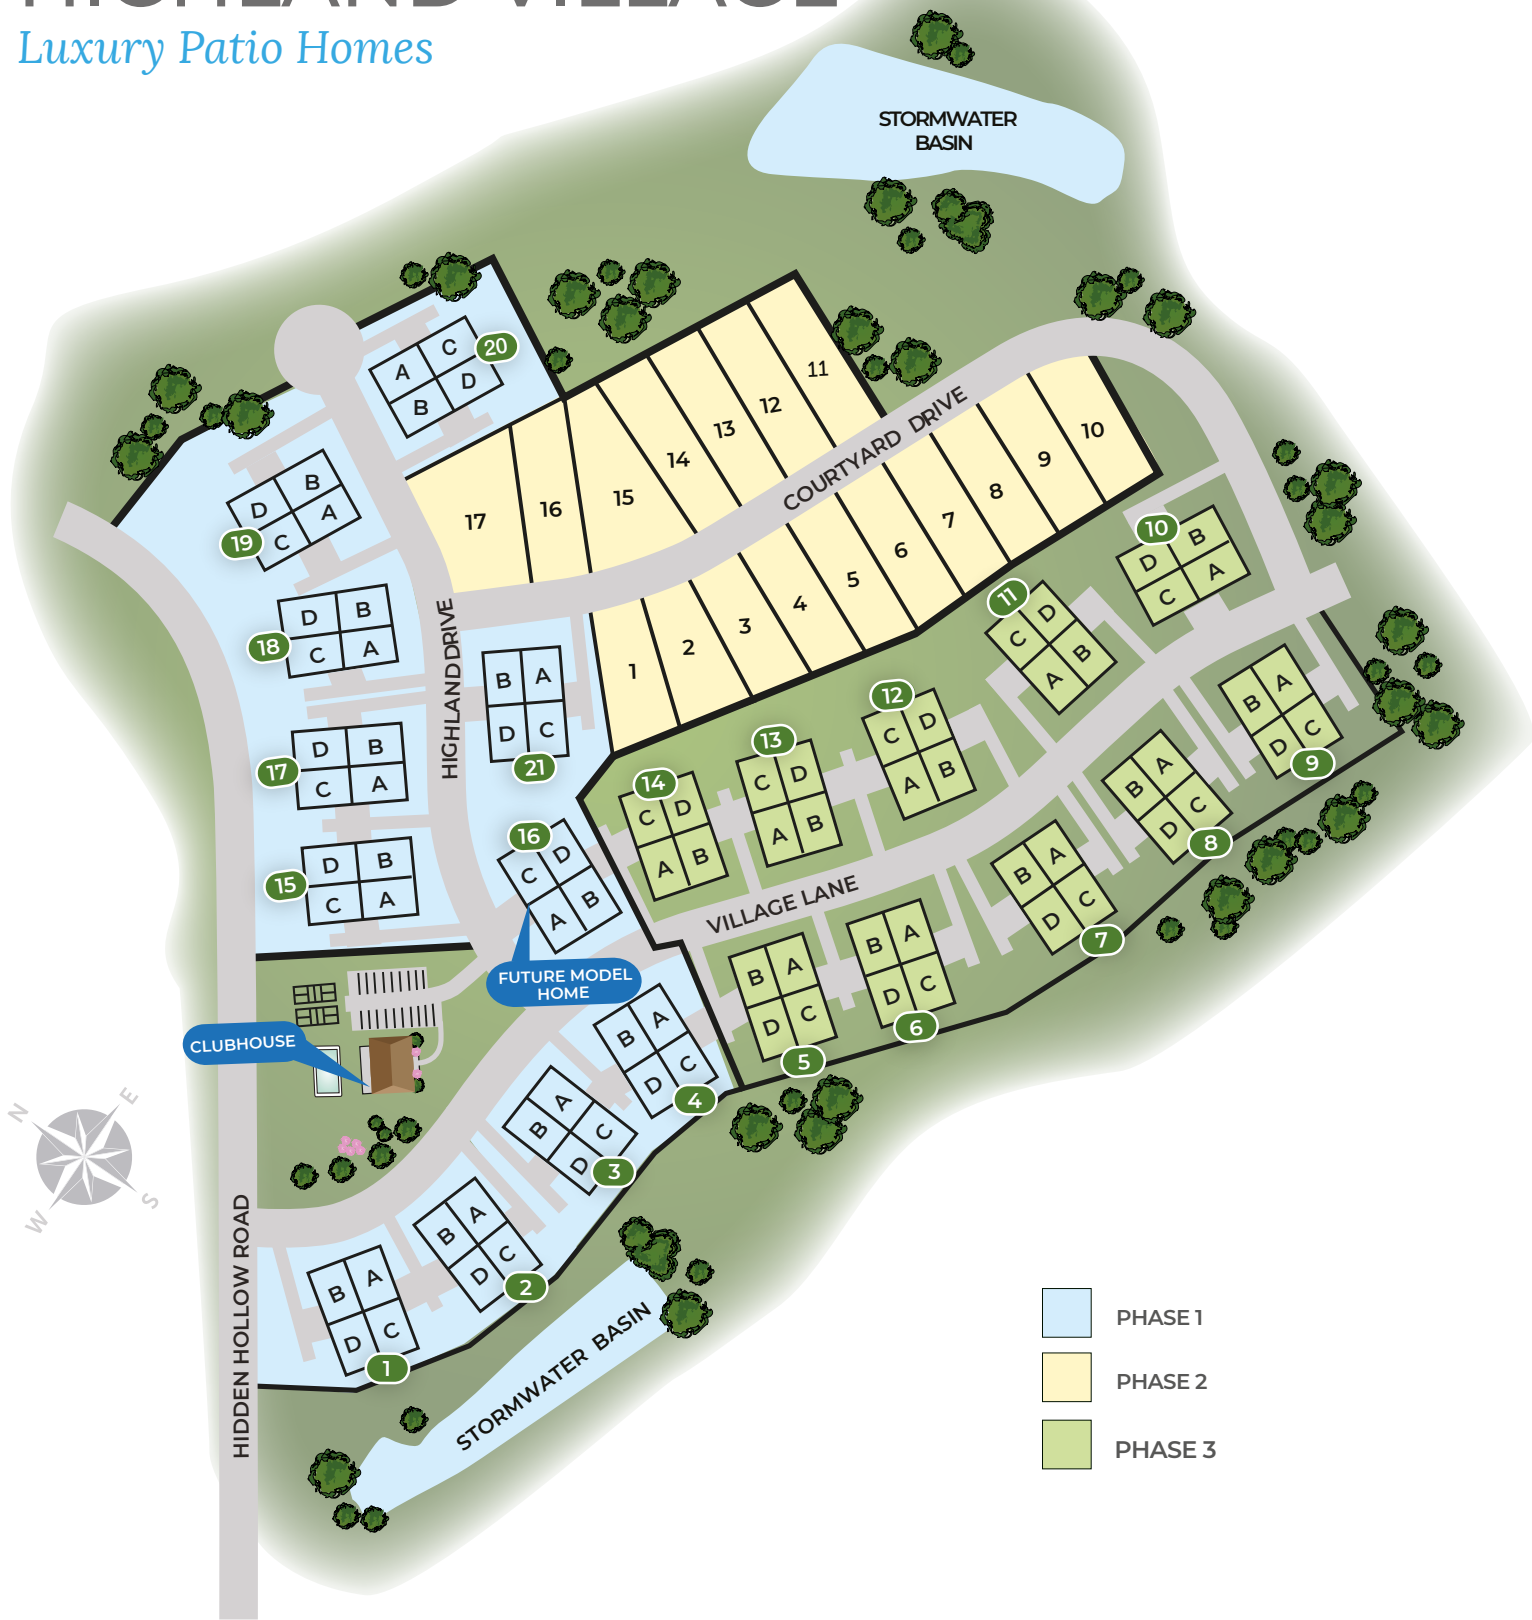 HIGHLAND VILLAGE
Luxury Patio Homes
STORMWATER
BASIN
A
C
20
B
D
D
B
19
C
A
D
B
18
C
A
D
B
17
C
A
D
B
15
C
A
B
A
D
C
21
16
C
D
A
B
FUTURE MODEL
HOME
CLUBHOUSE
17
16
15
14
13
12
11
COURTYARD DRIVE
1
2
3
4
5
6
7
8
9
10
HIGHLAND DRIVE
10
D
B
C
A
11
C
D
A
B
12
C
D
A
B
13
C
D
A
B
14
C
D
A
B
VILLAGE LANE
B
A
D
C
9
B
A
D
C
8
B
A
D
C
7
B
A
D
C
6
B
A
D
C
5
B
A
D
C
4
B
A
D
C
3
B
A
D
C
2
B
A
D
C
1
N
E
W
S
HIDDEN HOLLOW ROAD
STORMWATER BASIN
PHASE 1
PHASE 2
PHASE 3